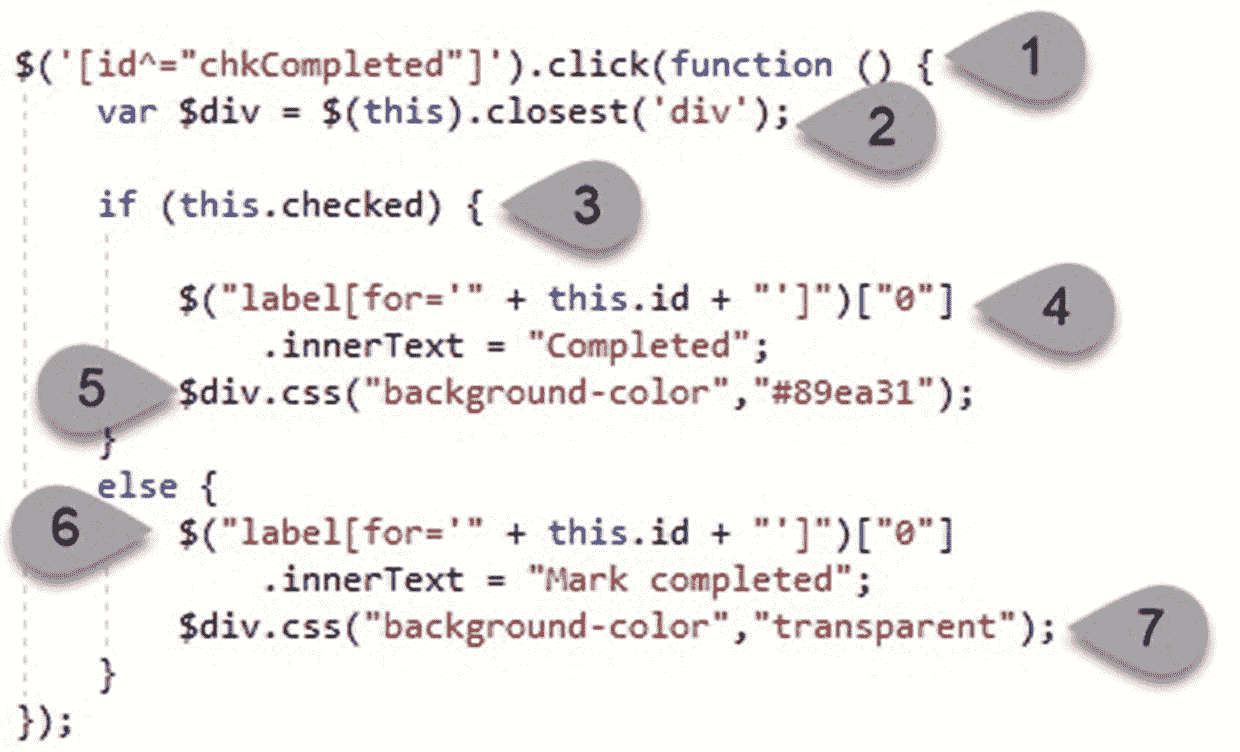 $('[id^="chkCompleted"]').click(function () { 1
var $div = $(this).closest('div'); 2
if (this.checked) { 3
$("label[for='" + this.id + "']")["0"] 4
.innerText = "Completed";
5 $div.css("background-color","#89ea31");
}
else {
6 $("label[for='" + this.id + "']")["0"]
.innerText = "Mark completed";
$div.css("background-color","transparent"); 7
}
});